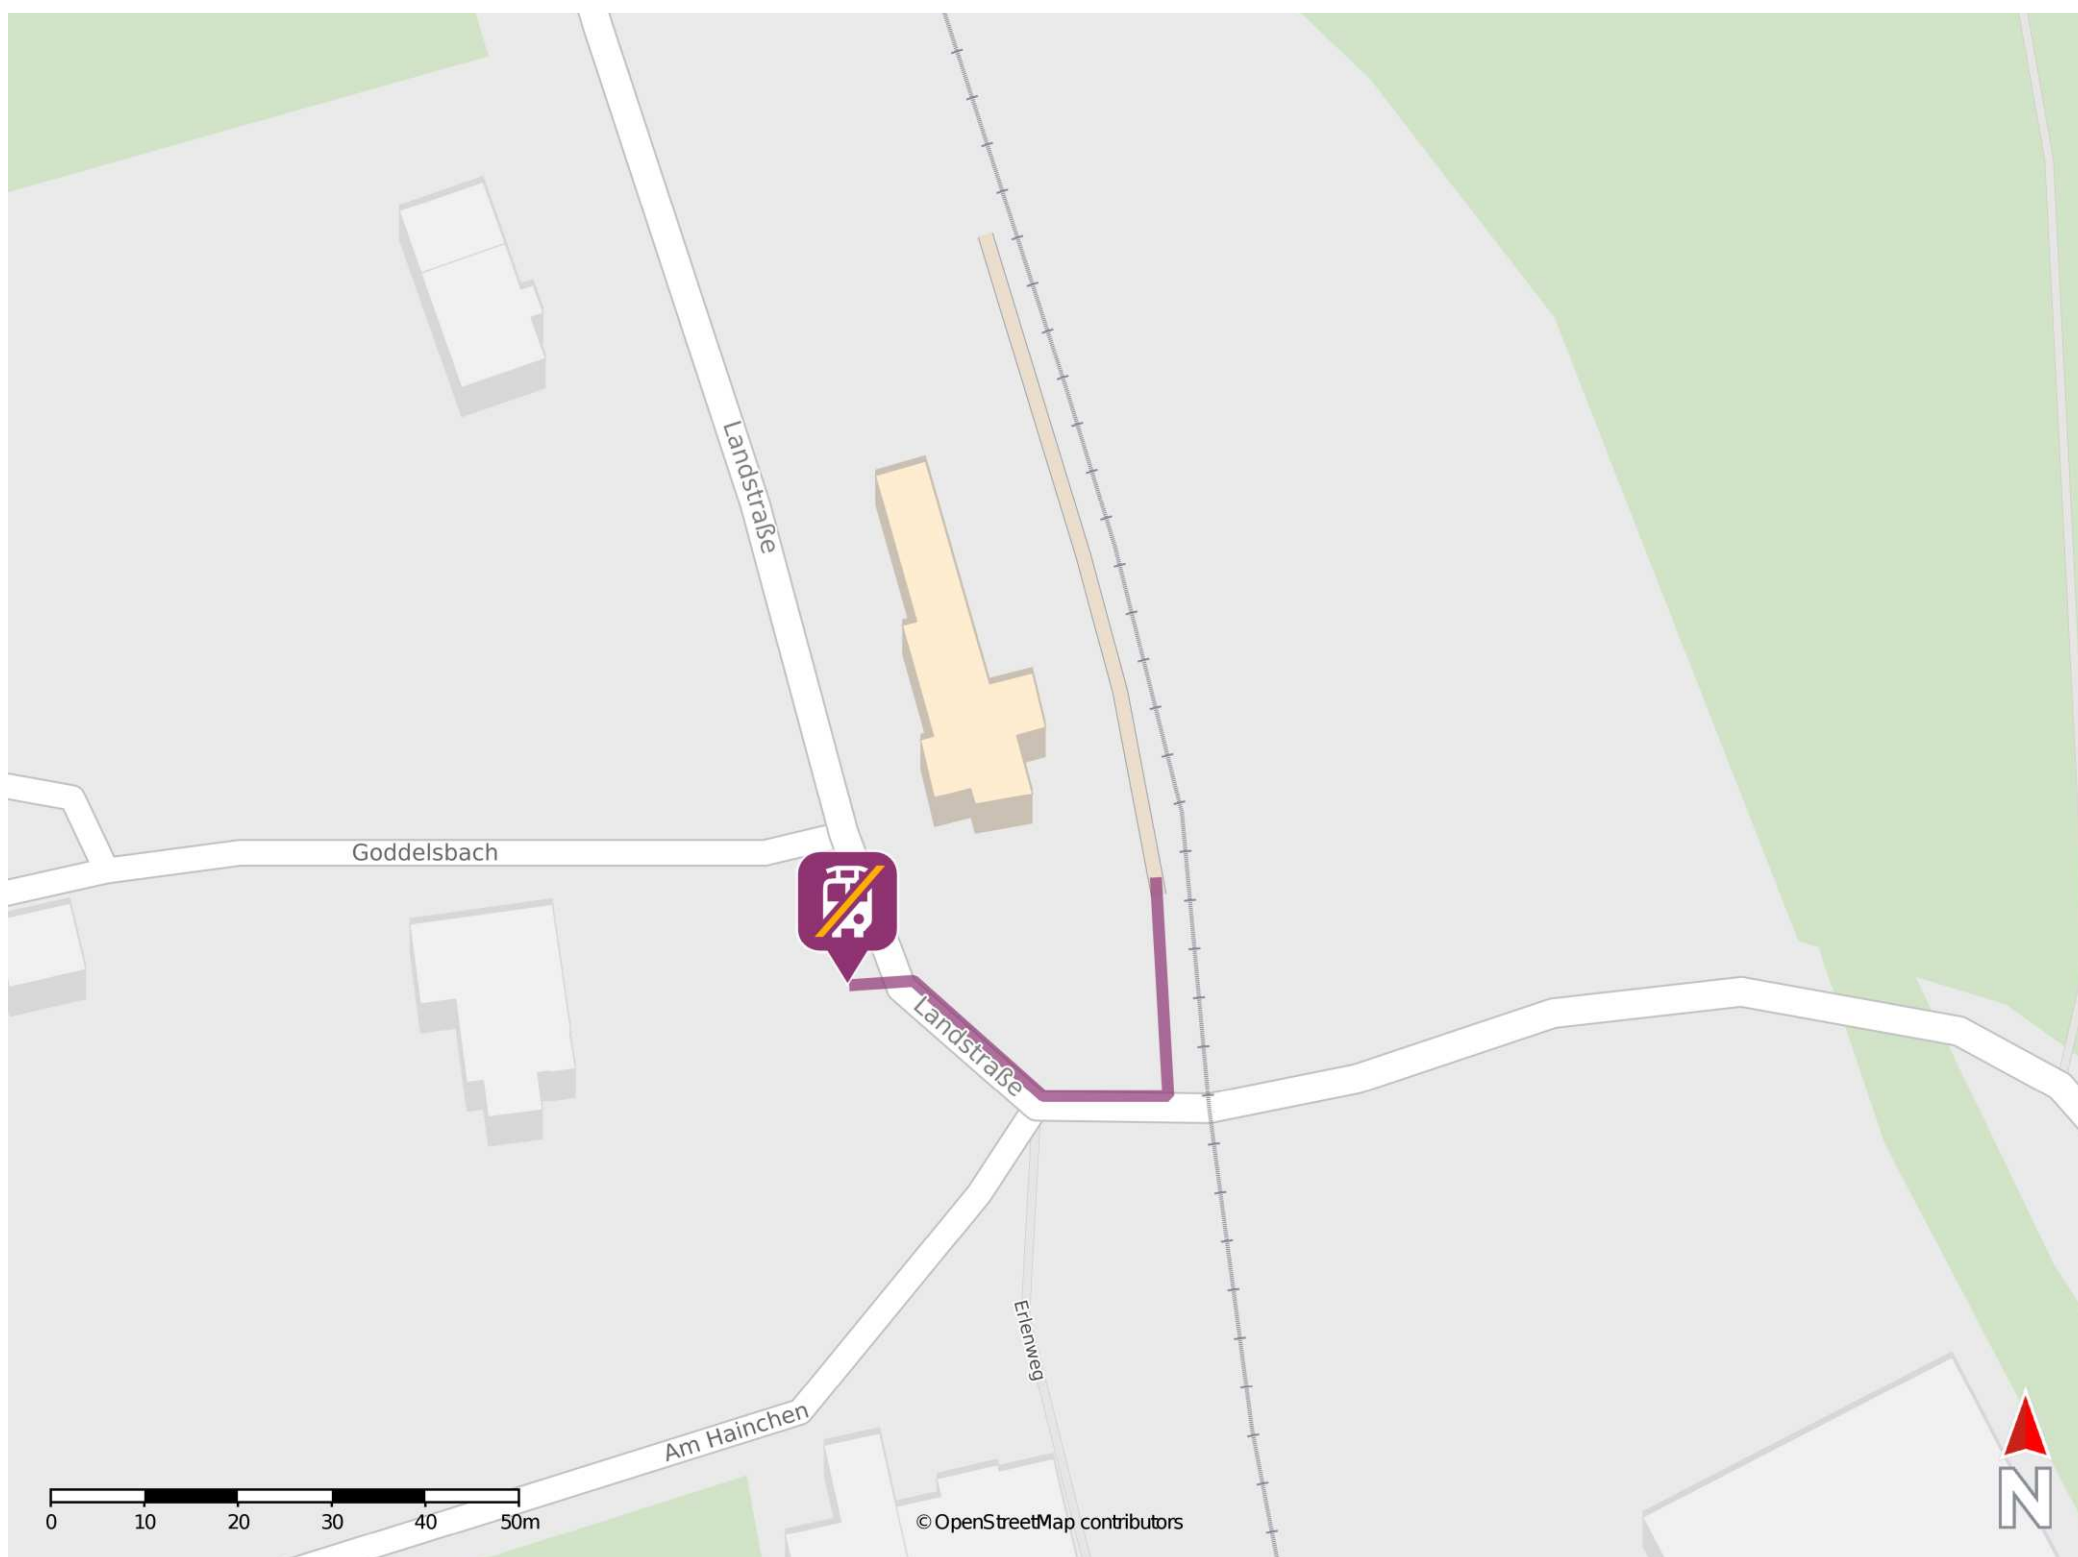 Landstraße
Goddelsbach
Landstraße
Erlenweg
Am Hainchen
0 10 20 30 40 50m
© OpenStreetMap contributors
N